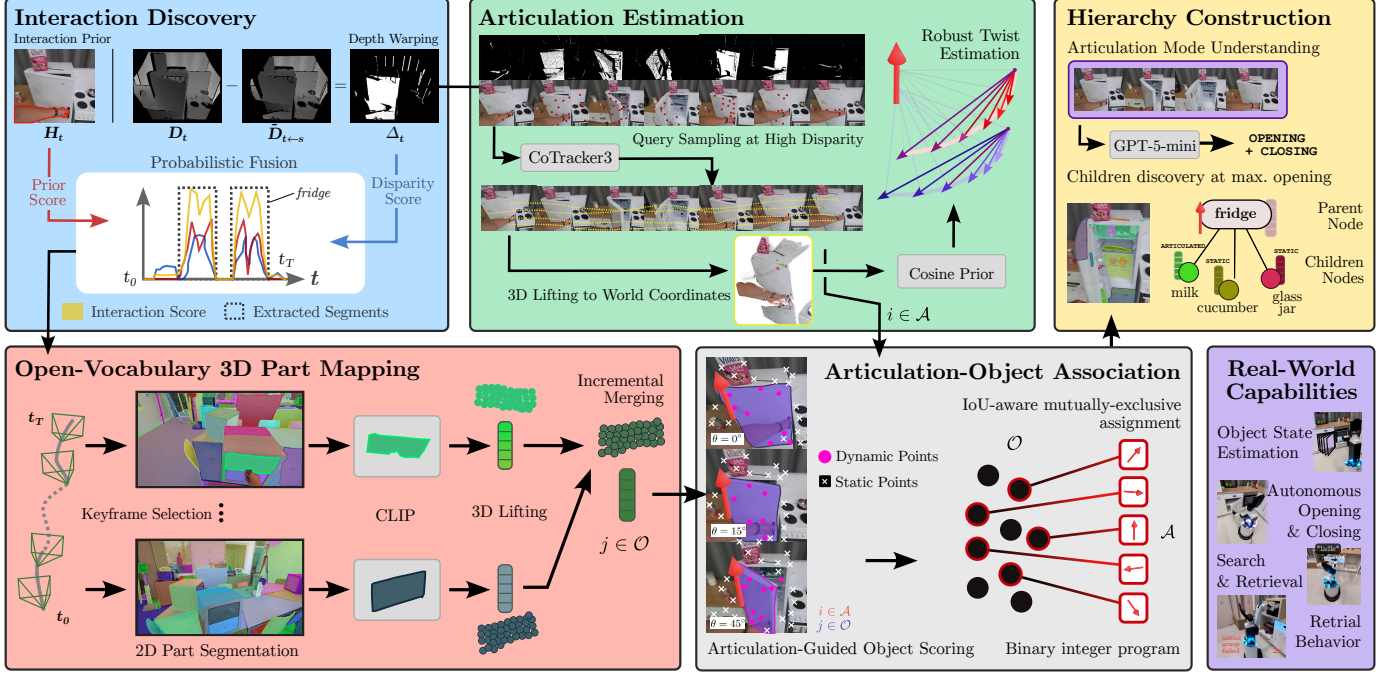 Interaction Discovery
Interaction Prior
Depth Warping
−
=
H_t
D_t
D̃_{t←s}
Δ_t
Probabilistic Fusion
Prior
Score
Disparity
Score
fridge
t_0
t_T
t
Interaction Score
Extracted Segments
Articulation Estimation
Robust Twist
Estimation
Query Sampling at High Disparity
CoTracker3
3D Lifting to World Coordinates
Cosine Prior
i ∈ 𝒜
Hierarchy Construction
Articulation Mode Understanding
GPT-5-mini
OPENING
+ CLOSING
Children discovery at max. opening
fridge
Parent
Node
ARTICULATED
STATIC
STATIC
Children
Nodes
milk
cucumber
glass
jar
Open-Vocabulary 3D Part Mapping
t_T
Keyframe Selection
t_0
2D Part Segmentation
CLIP
3D Lifting
Incremental
Merging
j ∈ 𝒪
Articulation-Object Association
θ = 0°
θ = 15°
θ = 45°
Dynamic Points
Static Points
i ∈ 𝒜
j ∈ 𝒪
Articulation-Guided Object Scoring
IoU-aware mutually-exclusive
assignment
𝒪
𝒜
Binary integer program
Real-World
Capabilities
Object State
Estimation
Autonomous
Opening
& Closing
Search
& Retrieval
"ladle"
Retrial
Behavior
initial
grasp
failed